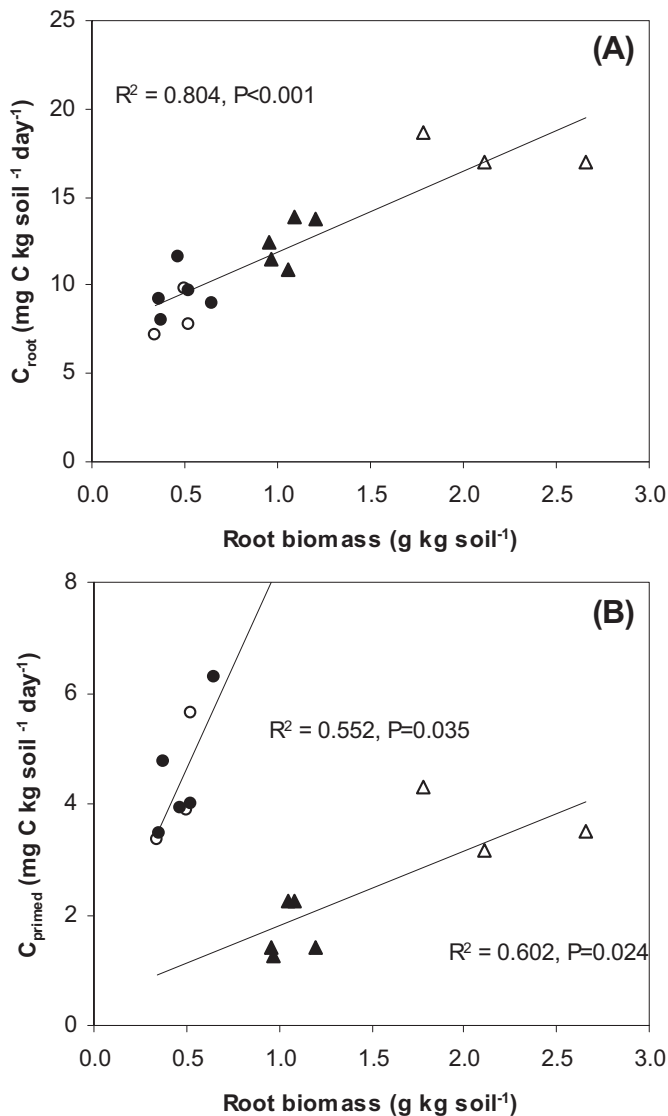 25
(A)
R² = 0.804, P<0.001
20
15
10
5
0
C_root (mg C kg soil ⁻¹ day⁻¹)
0.0 0.5 1.0 1.5 2.0 2.5 3.0
Root biomass (g kg soil⁻¹)
8
(B)
6
R² = 0.552, P=0.035
4
2
R² = 0.602, P=0.024
0
C_primed (mg C kg soil ⁻¹ day⁻¹)
0.0 0.5 1.0 1.5 2.0 2.5 3.0
Root biomass (g kg soil⁻¹)